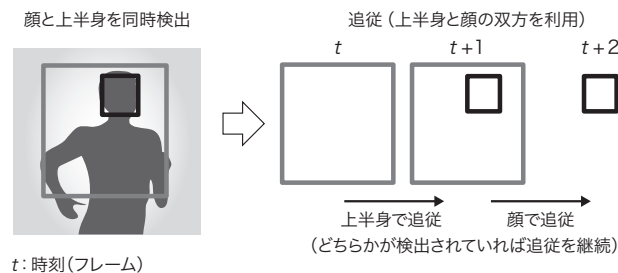 顔と上半身を同時検出
追従（上半身と顔の双方を利用）
t
t+1
t+2
上半身で追従
顔で追従
（どちらかが検出されていれば追従を継続）
t：時刻（フレーム）